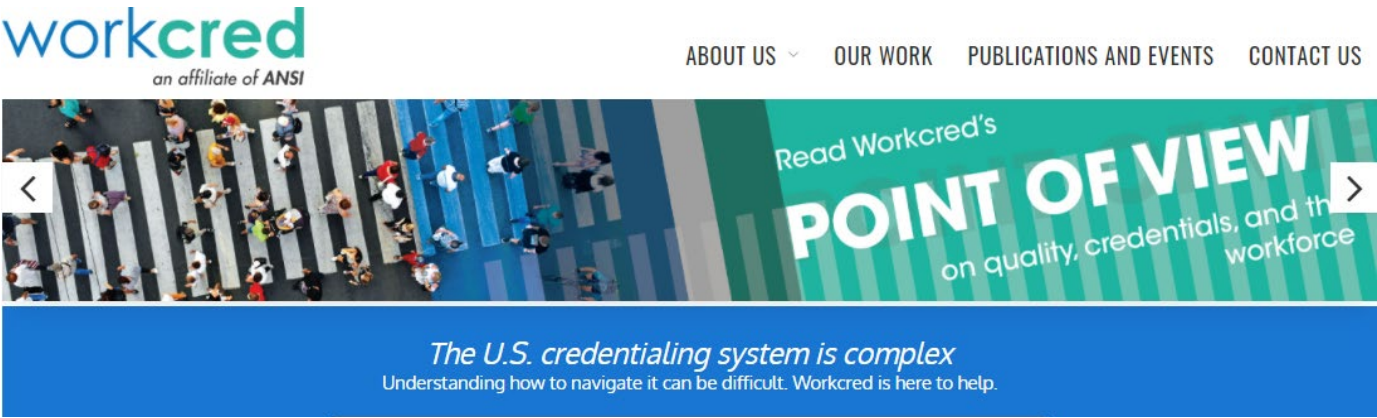 workcred
an affiliate of ANSI
ABOUT US
OUR WORK
PUBLICATIONS AND EVENTS
CONTACT US
Read Workcred's
POINT OF VIEW
on quality, credentials, and
workforce
The U.S. credentialing system is complex
Understanding how to navigate it can be difficult. Workcred is here to help.